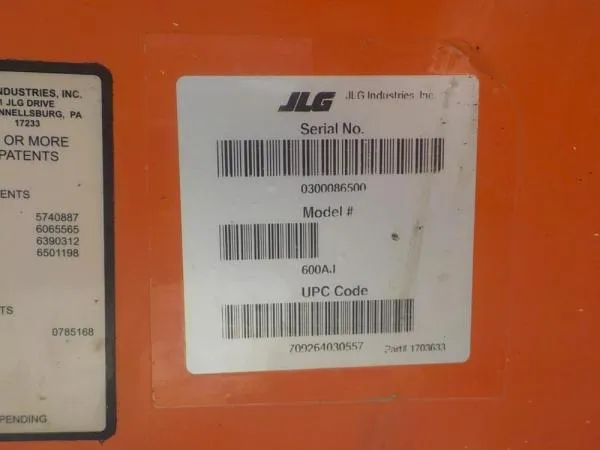 INDUSTRIES, INC.
1 JLG DRIVE
NNELLSBURG, PA
17233
OR MORE
PATENTS
ENTS
5740887
6065565
6390312
6501198
TS
0785168
PENDING
JLG JLG Industries, Inc.
Serial No.
0300086500
Model #
600AJ
UPC Code
709264030557
Part# 1703633